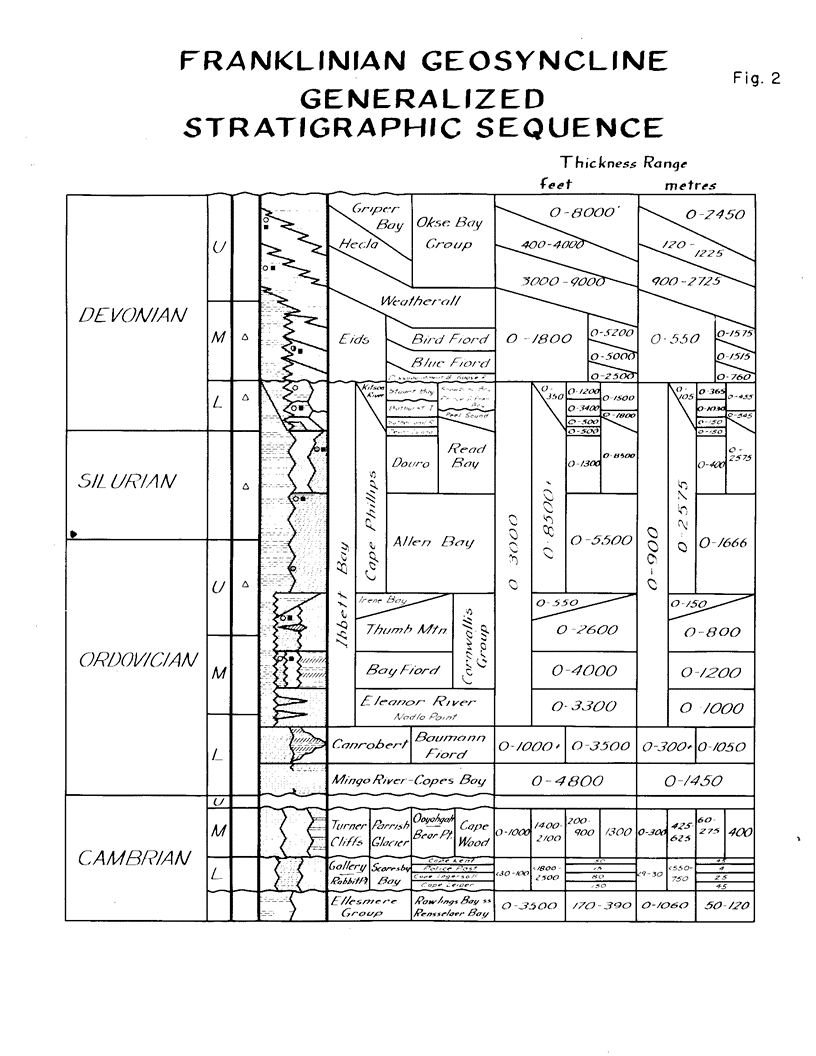 FRANKLINIAN GEOSYNCLINE
Fig. 2
GENERALIZED
STRATIGRAPHIC SEQUENCE
Thickness Range
feet
metres
DEVONIAN
U
Griper
Bay
Okse Bay
Group
Hecla
0-8000
0-2450
400-4000
120-
1225
3000-9000
900-2725
Weatherall
M
Eids
Bird Fiord
Blue Fiord
0-1800
0-5200
0-5000
0-2500
0-550
0-1575
0-1515
0-760
L
Kitson
River
Stuart Bay
Bathurst I.
Peel Sound
0-
350
0-1200
0-1500
0-3400
0-1800
0-500
0-500
0-
105
0-365
0-455
0-1030
0-545
0-150
0-150
SILURIAN
Cape Phillips
Douro
Read
Bay
0-1300
0-8500
0-400
0-
2575
Ibbett Bay
Allen Bay
0 3000
0-8500+
0-5500
0-900
0-2575
0-1666
ORDOVICIAN
U
Irene Bay
0-550
0-150
Thumb Mtn
Cornwallis
Group
0-2600
0-800
M
Bay Fiord
0-4000
0-1200
Eleanor River
0-3300
0-1000
L
Canrobert
Baumann
Fiord
0-1000+
0-3500
0-300+
0-1050
Mingo River-Copes Bay
0-4800
0-1450
CAMBRIAN
U
M
Turner
Cliffs
Parrish
Glacier
Bear Pt
Cape
Wood
0-1000
1400-
2100
200-
900
1300
0-300
425
625
60-
275
400
L
Gallery
Rabbit Pt
Scoresby
Bay
Cape Kent
Police Post
Cape Ingersoll
Cape Leiper
130-100
1800-
2500
50
15
80
150
29-30
550-
750
45
4
25
45
Ellesmere
Group
Rawlings Bay ss
Rensselaer Bay
0-3500
170-390
0-1060
50-120